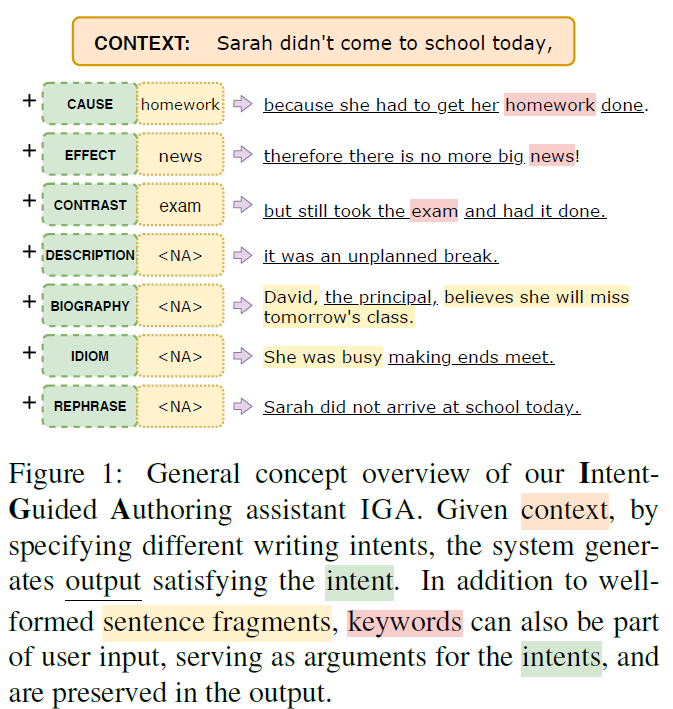 CONTEXT: Sarah didn't come to school today,
+ CAUSE homework because she had to get her homework done.
+ EFFECT news therefore there is no more big news!
+ CONTRAST exam but still took the exam and had it done.
+ DESCRIPTION <NA> it was an unplanned break.
+ BIOGRAPHY <NA> David, the principal, believes she will miss
tomorrow's class.
+ IDIOM <NA> She was busy making ends meet.
+ REPHRASE <NA> Sarah did not arrive at school today.
Figure 1: General concept overview of our Intent-
Guided Authoring assistant IGA. Given context, by
specifying different writing intents, the system gener-
ates output satisfying the intent. In addition to well-
formed sentence fragments, keywords can also be part
of user input, serving as arguments for the intents, and
are preserved in the output.